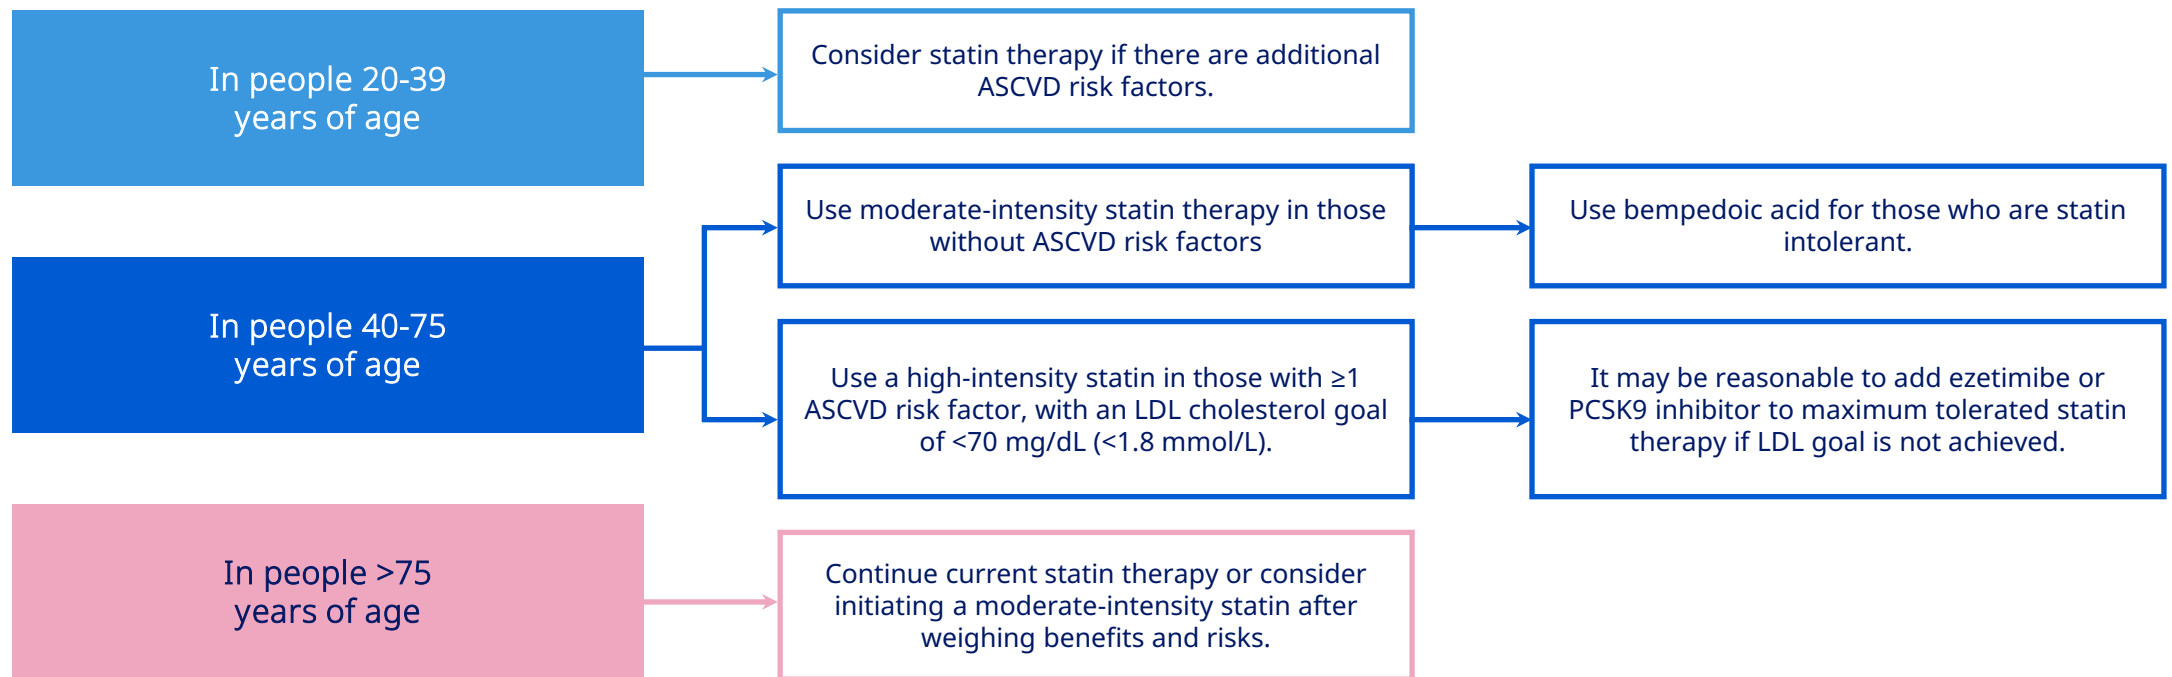 In people 20-39
years of age
Consider statin therapy if there are additional
ASCVD risk factors.
In people 40-75
years of age
Use moderate-intensity statin therapy in those
without ASCVD risk factors
Use bempedoic acid for those who are statin
intolerant.
Use a high-intensity statin in those with ≥1
ASCVD risk factor, with an LDL cholesterol goal
of <70 mg/dL (<1.8 mmol/L).
It may be reasonable to add ezetimibe or
PCSK9 inhibitor to maximum tolerated statin
therapy if LDL goal is not achieved.
In people >75
years of age
Continue current statin therapy or consider
initiating a moderate-intensity statin after
weighing benefits and risks.